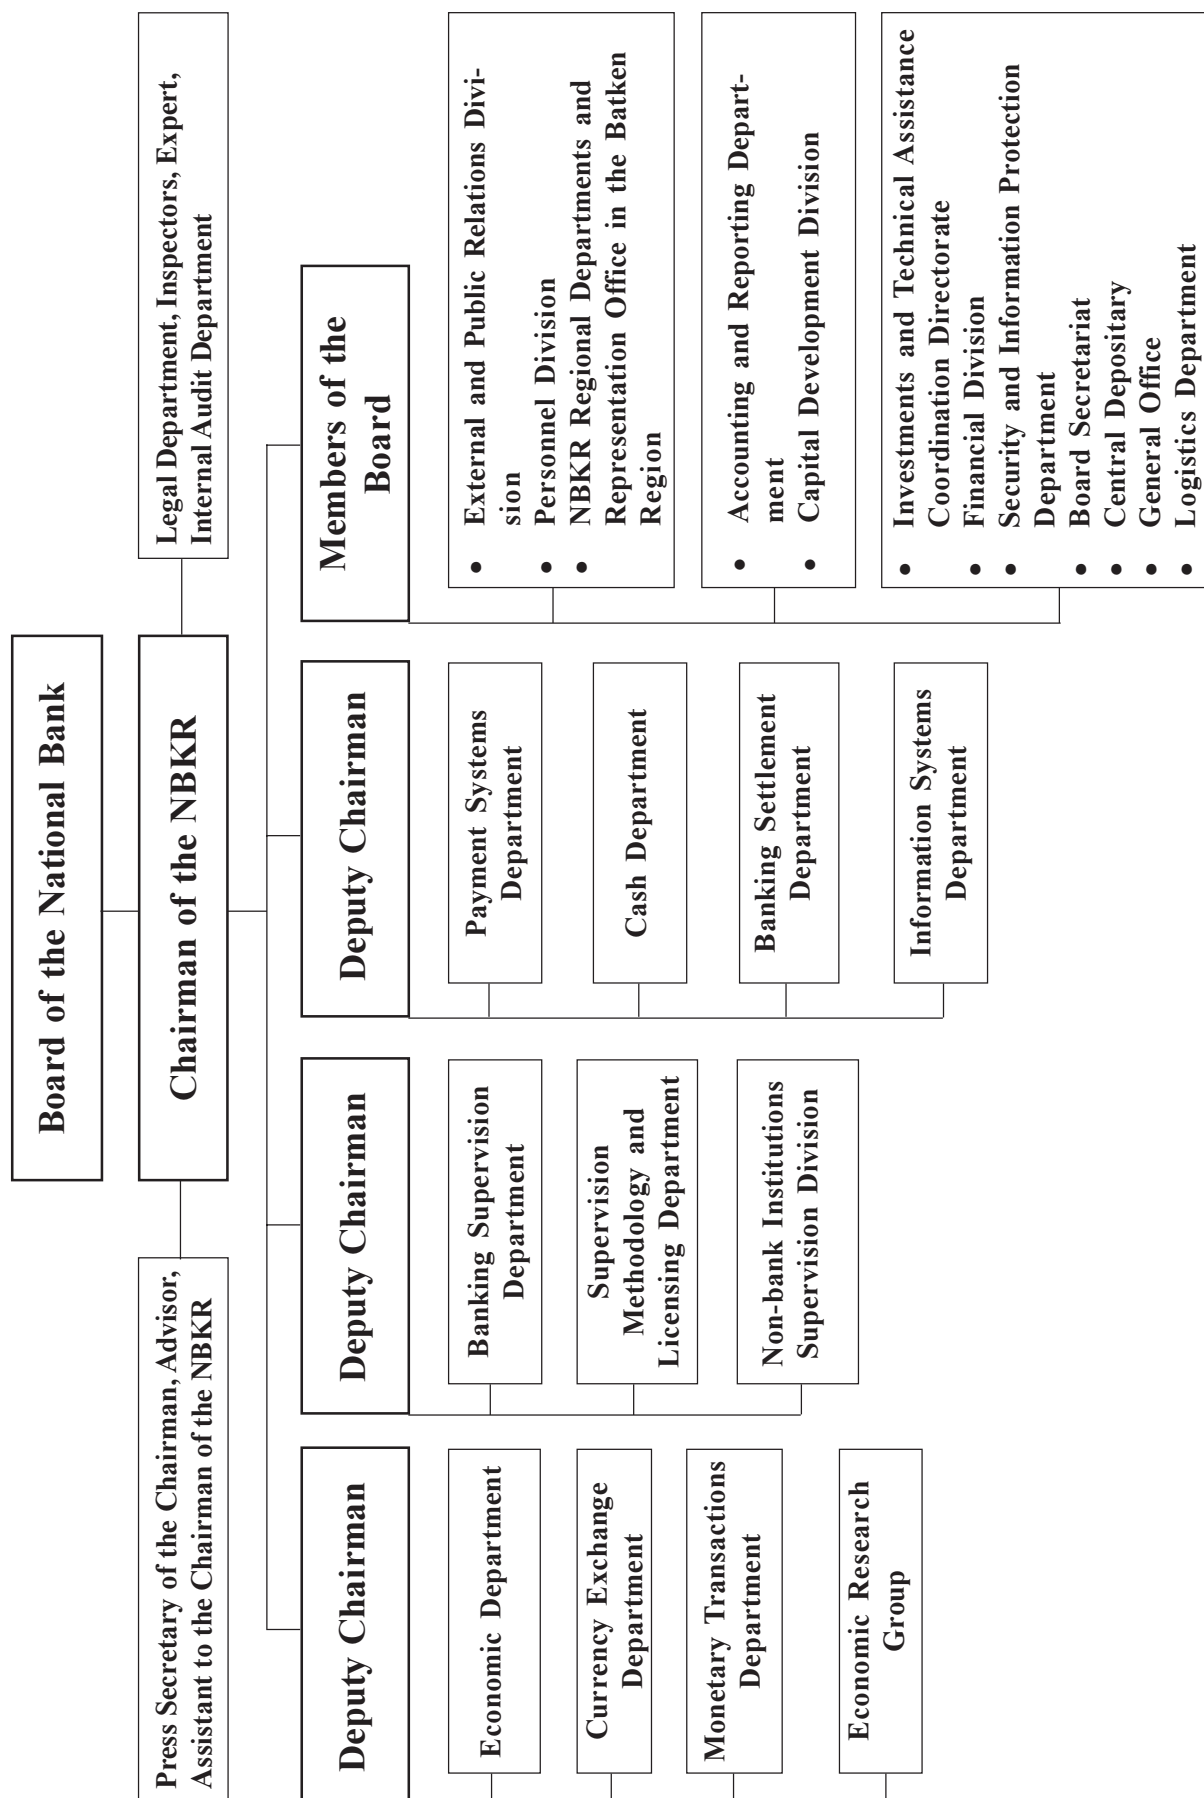 Board of the National Bank
Press Secretary of the Chairman, Advisor,
Assistant to the Chairman of the NBKR
Chairman of the NBKR
Legal Department, Inspectors, Expert,
Internal Audit Department
Deputy Chairman
Economic Department
Currency Exchange
Department
Monetary Transactions
Department
Economic Research
Group
Deputy Chairman
Banking Supervision
Department
Supervision
Methodology and
Licensing Department
Non-bank Institutions
Supervision Division
Deputy Chairman
Payment Systems
Department
Cash Department
Banking Settlement
Department
Information Systems
Department
Members of the
Board
• External and Public Relations Divi-
sion
• Personnel Division
• NBKR Regional Departments and
Representation Office in the Batken
Region
• Accounting and Reporting Depart-
ment
• Capital Development Division
• Investments and Technical Assistance
Coordination Directorate
• Financial Division
• Security and Information Protection
Department
• Board Secretariat
• Central Depositary
• General Office
• Logistics Department